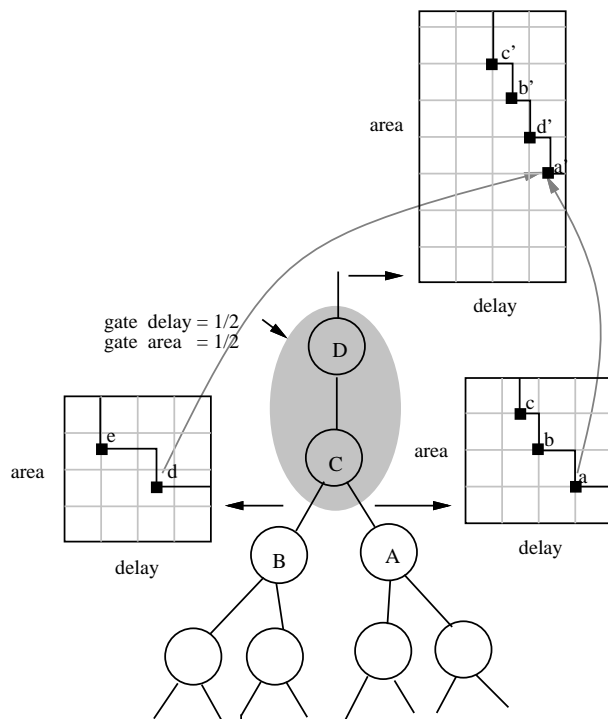 c'
b'
area
d'
a'
delay
gate delay = 1/2
gate area = 1/2
D
e
d
area
delay
C
c
b
a
area
delay
B
A